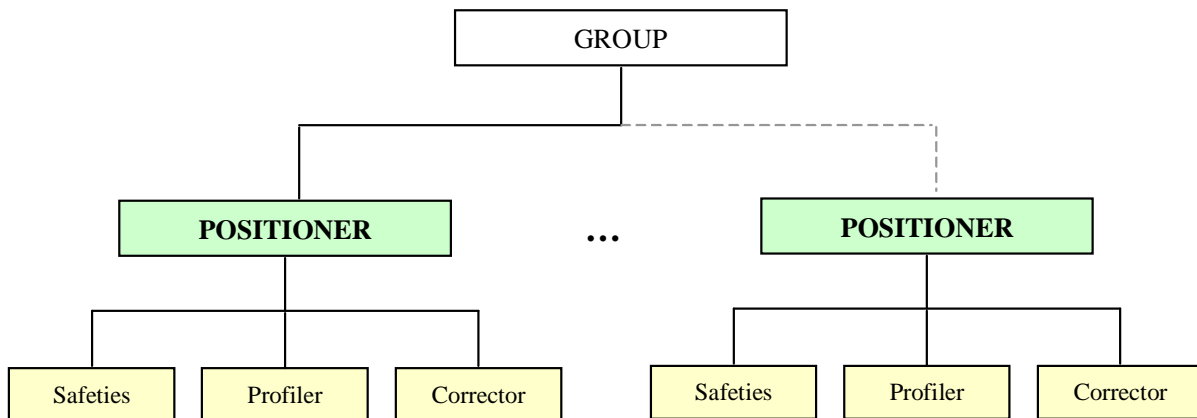 GROUP
POSITIONER
...
POSITIONER
Safeties
Profiler
Corrector
Safeties
Profiler
Corrector